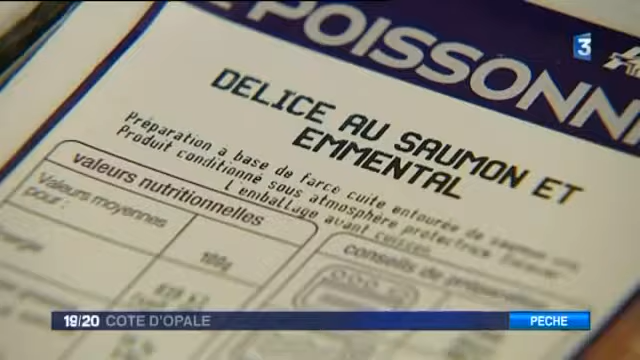 POISSONN
3
DELICE AU SAUMON ET
EMMENTAL
Préparation a base de farce cuite entourée de saumon
Produit conditionné sous atmosphère protectrice
L'emballage avant cuisson
valeurs nutritionnelles
Valeurs moyennes
pour :
100g
conseils de
19/20 COTE D'OPALE
PECHE